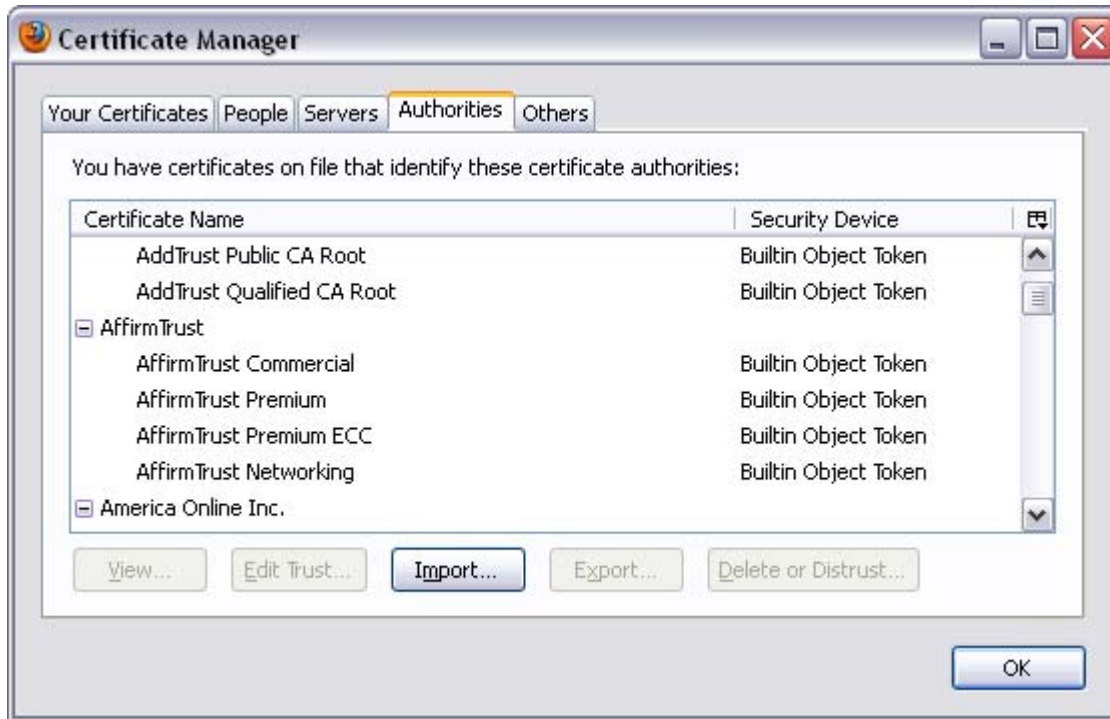 Certificate Manager
Your Certificates People Servers Authorities Others
You have certificates on file that identify these certificate authorities:
Certificate Name Security Device
AddTrust Public CA Root Builtin Object Token
AddTrust Qualified CA Root Builtin Object Token
AffirmTrust
AffirmTrust Commercial Builtin Object Token
AffirmTrust Premium Builtin Object Token
AffirmTrust Premium ECC Builtin Object Token
AffirmTrust Networking Builtin Object Token
America Online Inc.
View... Edit Trust... Import... Export... Delete or Distrust...
OK